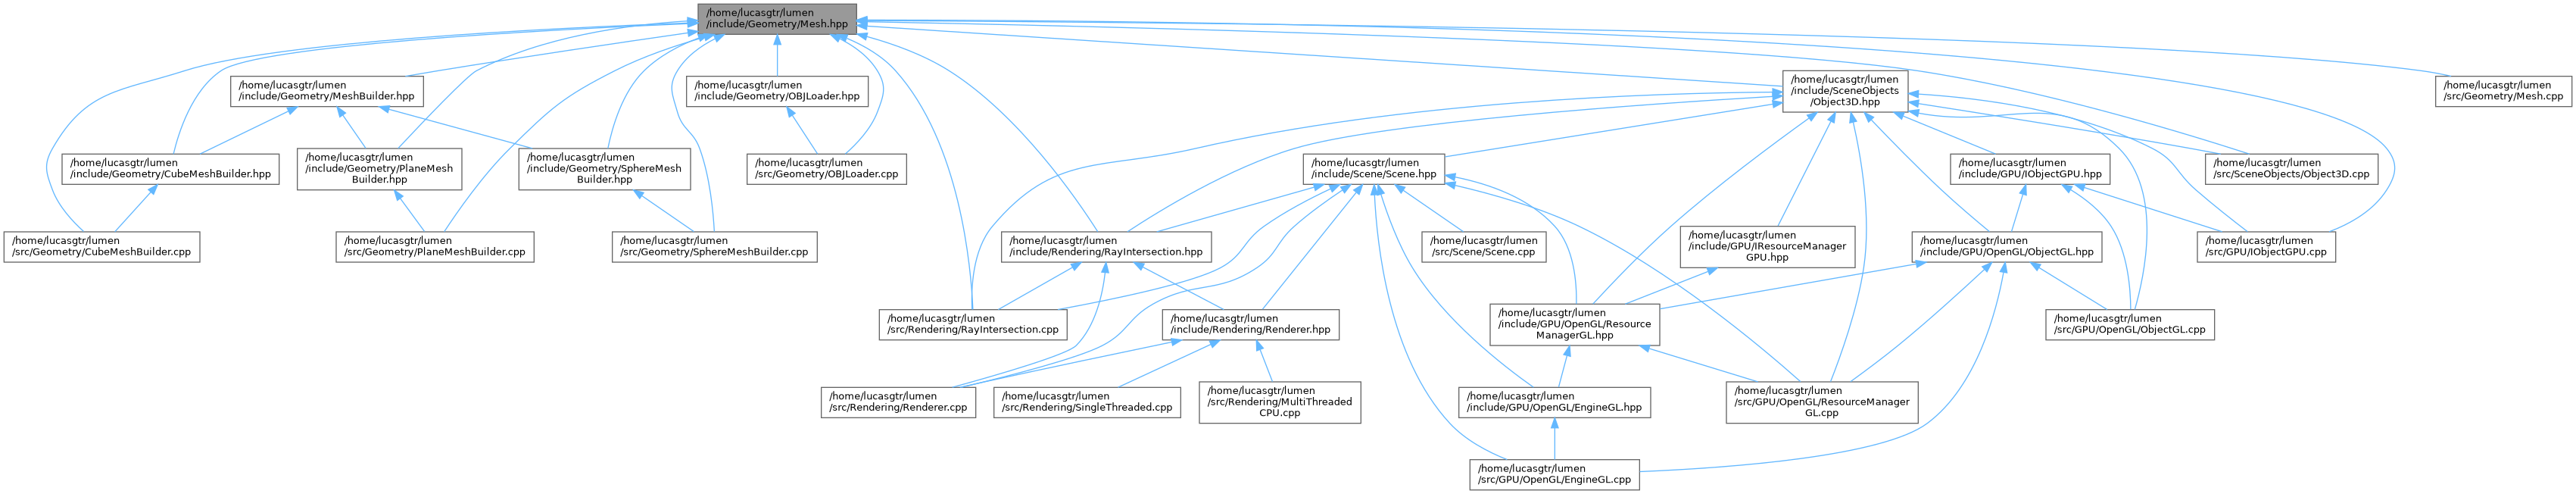 /home/lucasgtr/lumen
/include/Geometry/Mesh.hpp
/home/lucasgtr/lumen
/include/Geometry/MeshBuilder.hpp
/home/lucasgtr/lumen
/include/Geometry/OBJLoader.hpp
/home/lucasgtr/lumen
/include/SceneObjects
/Object3D.hpp
/home/lucasgtr/lumen
/src/Geometry/Mesh.cpp
/home/lucasgtr/lumen
/include/Geometry/CubeMeshBuilder.hpp
/home/lucasgtr/lumen
/include/Geometry/PlaneMesh
Builder.hpp
/home/lucasgtr/lumen
/include/Geometry/SphereMesh
Builder.hpp
/home/lucasgtr/lumen
/src/Geometry/OBJLoader.cpp
/home/lucasgtr/lumen
/include/Scene/Scene.hpp
/home/lucasgtr/lumen
/include/GPU/IObjectGPU.hpp
/home/lucasgtr/lumen
/src/SceneObjects/Object3D.cpp
/home/lucasgtr/lumen
/src/Geometry/CubeMeshBuilder.cpp
/home/lucasgtr/lumen
/src/Geometry/PlaneMeshBuilder.cpp
/home/lucasgtr/lumen
/src/Geometry/SphereMeshBuilder.cpp
/home/lucasgtr/lumen
/include/Rendering/RayIntersection.hpp
/home/lucasgtr/lumen
/src/Scene/Scene.cpp
/home/lucasgtr/lumen
/include/GPU/IResourceManager
GPU.hpp
/home/lucasgtr/lumen
/include/GPU/OpenGL/ObjectGL.hpp
/home/lucasgtr/lumen
/src/GPU/IObjectGPU.cpp
/home/lucasgtr/lumen
/src/Rendering/RayIntersection.cpp
/home/lucasgtr/lumen
/include/Rendering/Renderer.hpp
/home/lucasgtr/lumen
/include/GPU/OpenGL/Resource
ManagerGL.hpp
/home/lucasgtr/lumen
/src/GPU/OpenGL/ObjectGL.cpp
/home/lucasgtr/lumen
/src/Rendering/Renderer.cpp
/home/lucasgtr/lumen
/src/Rendering/SingleThreaded.cpp
/home/lucasgtr/lumen
/src/Rendering/MultiThreaded
CPU.cpp
/home/lucasgtr/lumen
/include/GPU/OpenGL/EngineGL.hpp
/home/lucasgtr/lumen
/src/GPU/OpenGL/ResourceManager
GL.cpp
/home/lucasgtr/lumen
/src/GPU/OpenGL/EngineGL.cpp